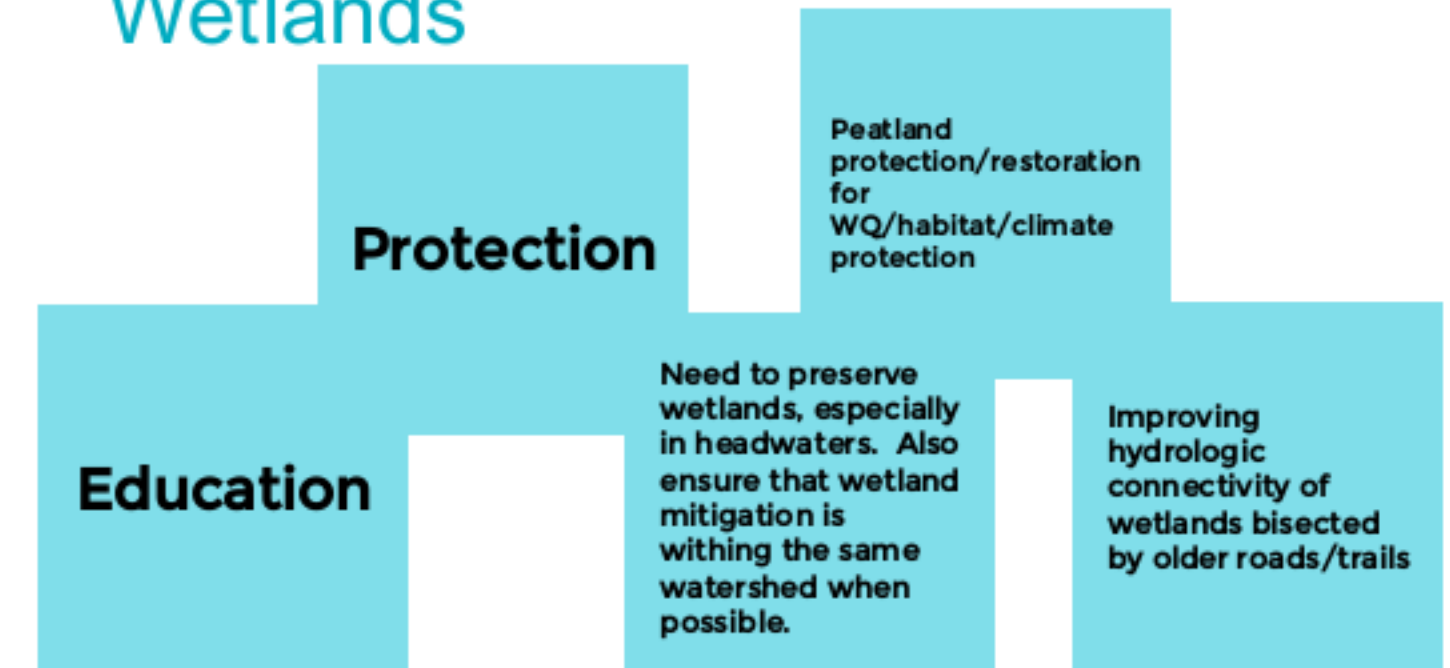 Wetlands
Protection
Peatland
protection/restoration
for
WQ/habitat/climate
protection
Education
Need to preserve
wetlands, especially
in headwaters.  Also
ensure that wetland
mitigation is
withing the same
watershed when
possible.
Improving
hydrologic
connectivity of
wetlands bisected
by older roads/trails